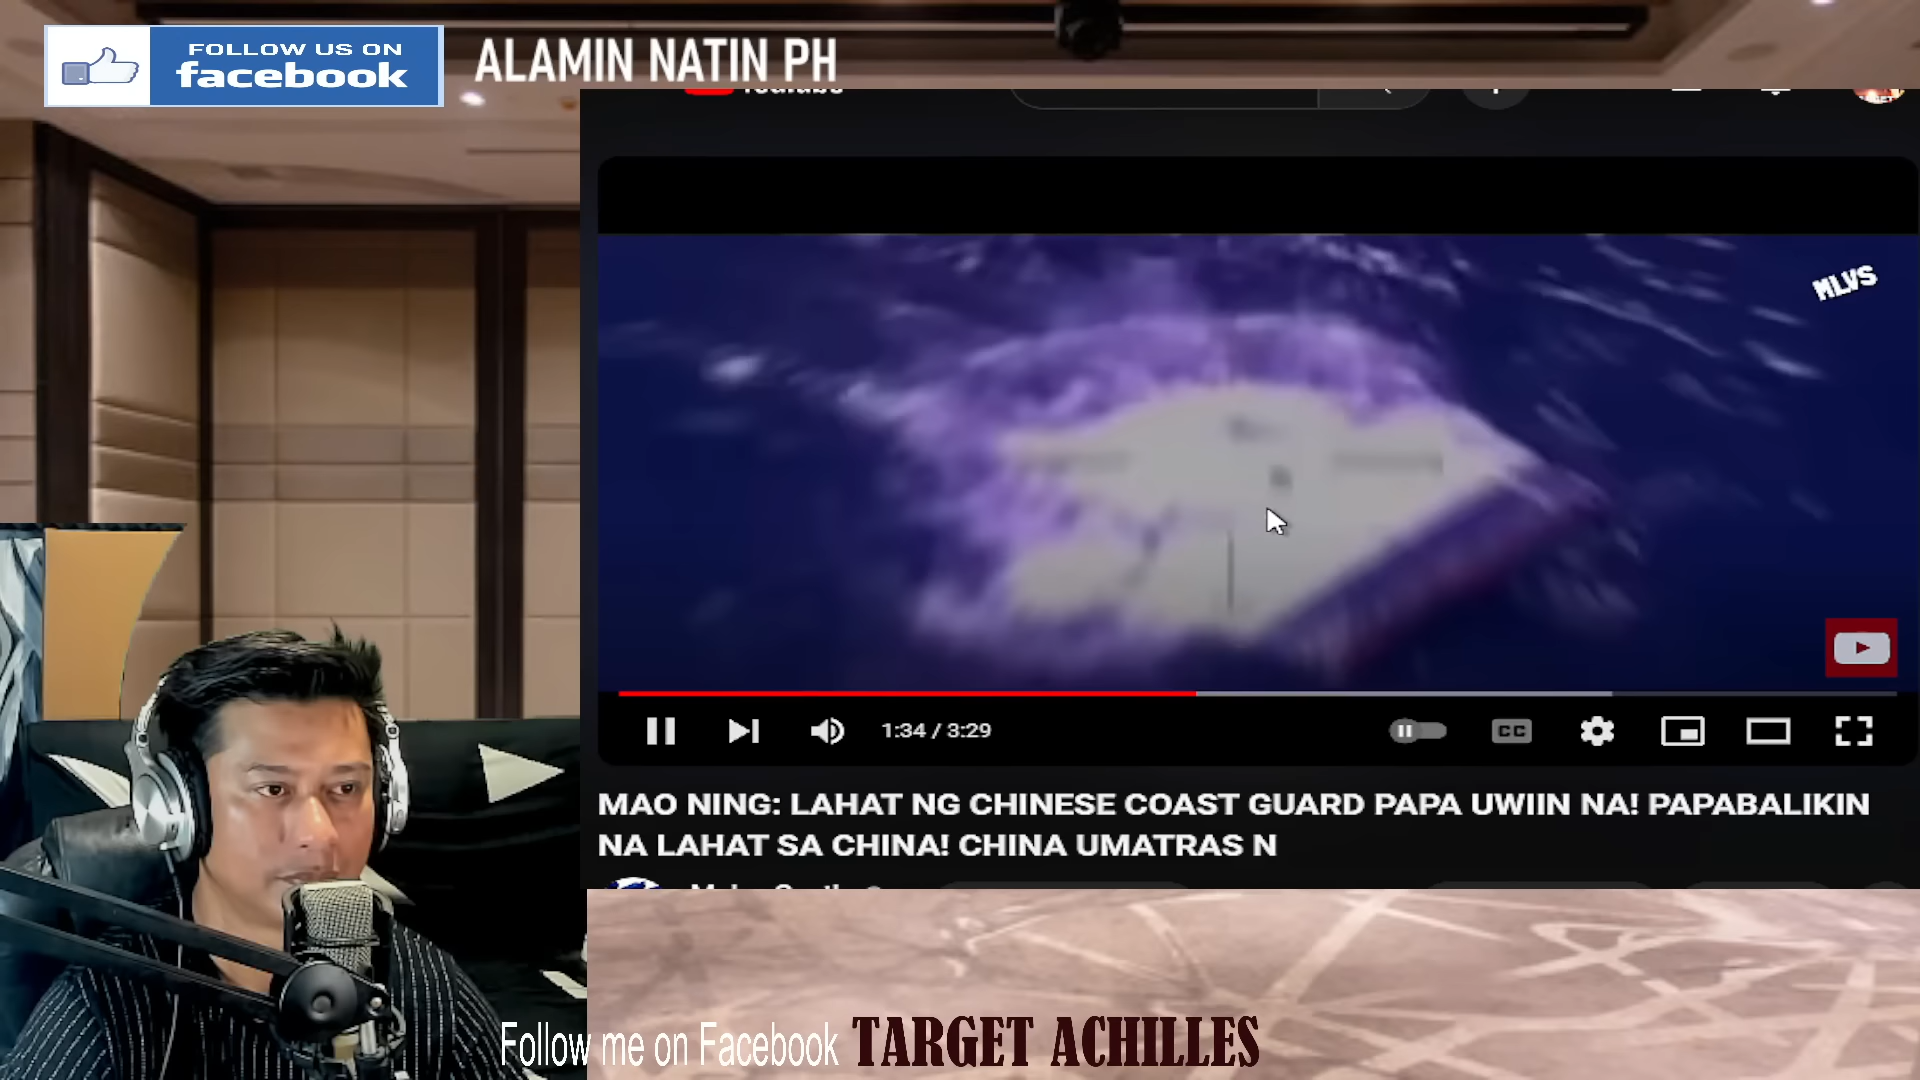 FOLLOW US ON
facebook
ALAMIN NATIN PH
YouTube
MLVS
1:34 / 3:29
CC
MAO NING: LAHAT NG CHINESE COAST GUARD PAPA UWIIN NA! PAPABALIKIN
NA LAHAT SA CHINA! CHINA UMATRAS N
Follow me on Facebook TARGET ACHILLES